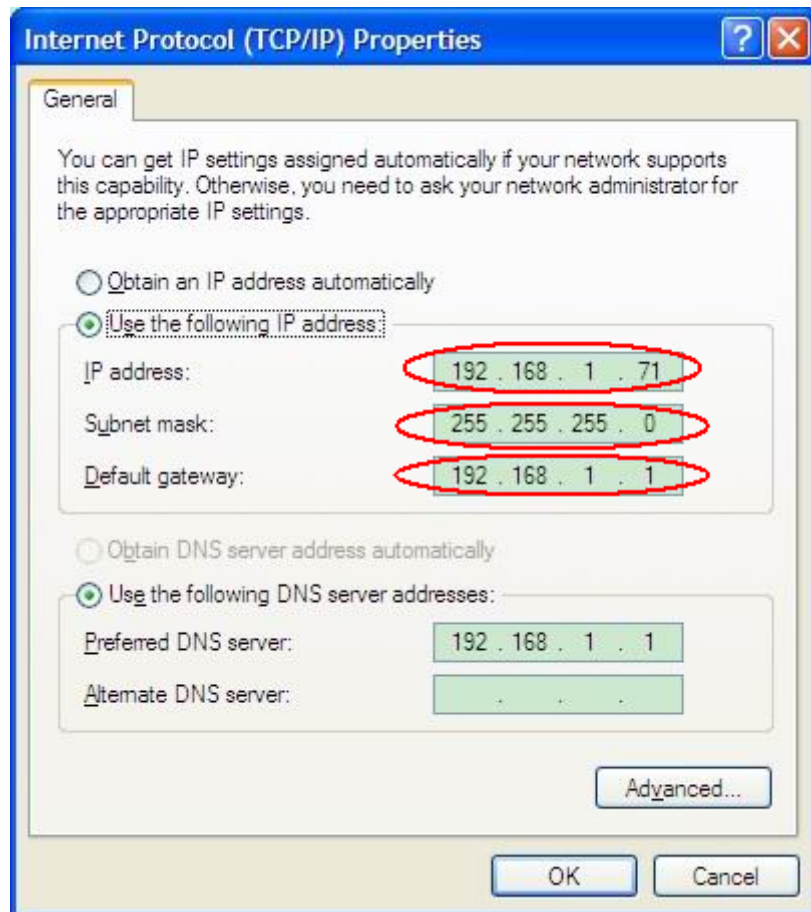 Internet Protocol (TCP/IP) Properties
General
You can get IP settings assigned automatically if your network supports
this capability. Otherwise, you need to ask your network administrator for
the appropriate IP settings.
Obtain an IP address automatically
Use the following IP address:
IP address: 192 . 168 . 1 . 71
Subnet mask: 255 . 255 . 255 . 0
Default gateway: 192 . 168 . 1 . 1
Obtain DNS server address automatically
Use the following DNS server addresses:
Preferred DNS server: 192 . 168 . 1 . 1
Alternate DNS server: . . .
Advanced...
OK Cancel